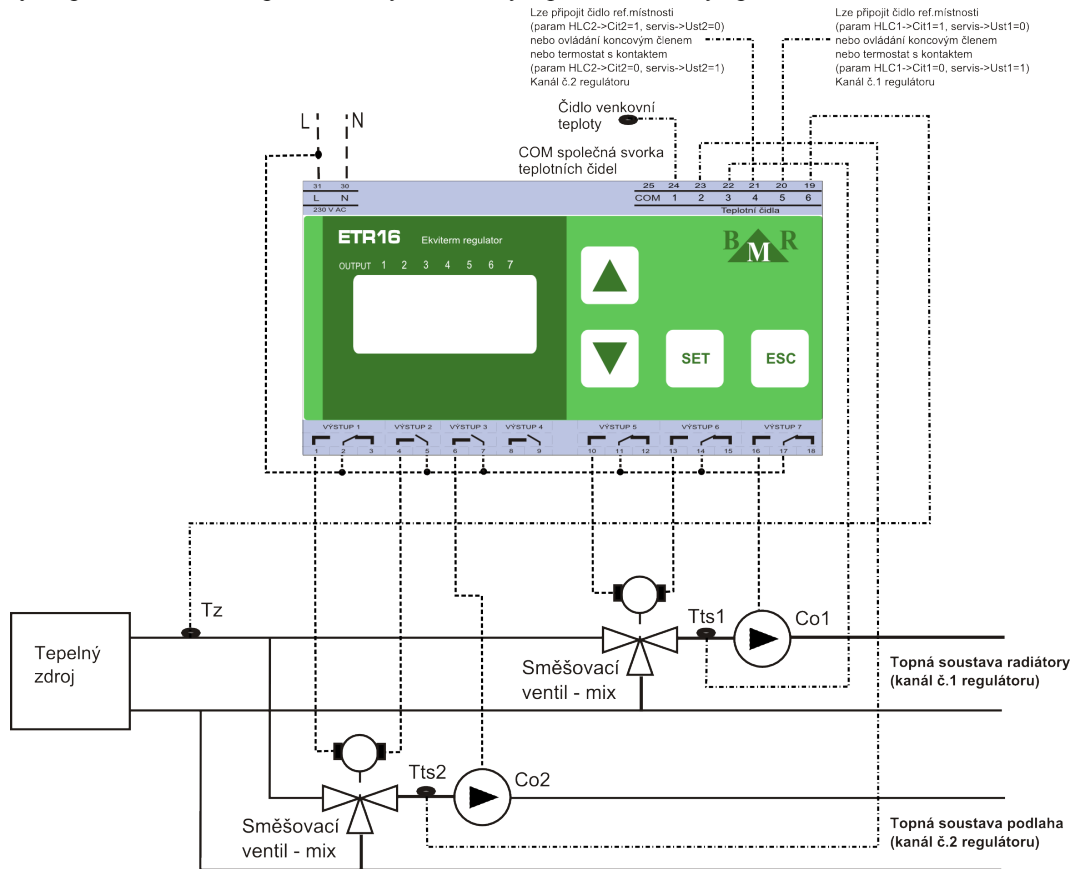 Lze připojit čidlo ref.místnosti
(param HLC2->Cit2=1, servis->Ust2=0)
nebo ovládání koncovým členem
nebo termostat s kontaktem
(param HLC2->Cit2=0, servis->Ust2=1)
Kanál č.2 regulátoru
Lze připojit čidlo ref.místnosti
(param HLC1->Cit1=1, servis->Ust1=0)
nebo ovládání koncovým členem
nebo termostat s kontaktem
(param HLC1->Cit1=0, servis->Ust1=1)
Kanál č.1 regulátoru
Čidlo venkovní
teploty
L N
COM společná svorka
teplotních čidel
31 30
L N
230 V AC
25 24 23 22 21 20 19
COM 1 2 3 4 5 6
Teplotní čidla
ETR16 Ekviterm regulator
OUTPUT 1 2 3 4 5 6 7
B M R
SET ESC
VÝSTUP 1 VÝSTUP 2 VÝSTUP 3 VÝSTUP 4 VÝSTUP 5 VÝSTUP 6 VÝSTUP 7
1 2 3 4 5 6 7 8 9 10 11 12 13 14 15 16 17 18
Tz
Tts1
Co1
Tepelný
zdroj
Směšovací
ventil - mix
Topná soustava radiátory
(kanál č.1 regulátoru)
Tts2
Co2
Směšovací
ventil - mix
Topná soustava podlaha
(kanál č.2 regulátoru)